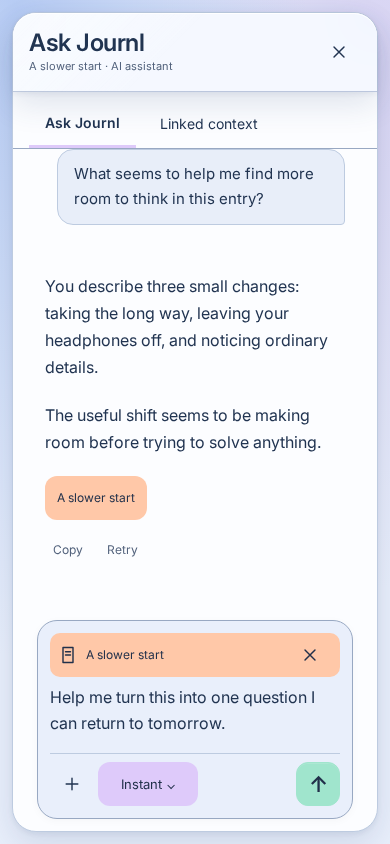 Ask Journl
A slower start · AI assistant
Ask Journl
Linked context
What seems to help me find more
room to think in this entry?
You describe three small changes:
taking the long way, leaving your
headphones off, and noticing ordinary
details.
The useful shift seems to be making
room before trying to solve anything.
A slower start
Copy
Retry
A slower start
Help me turn this into one question I
can return to tomorrow.
Instant